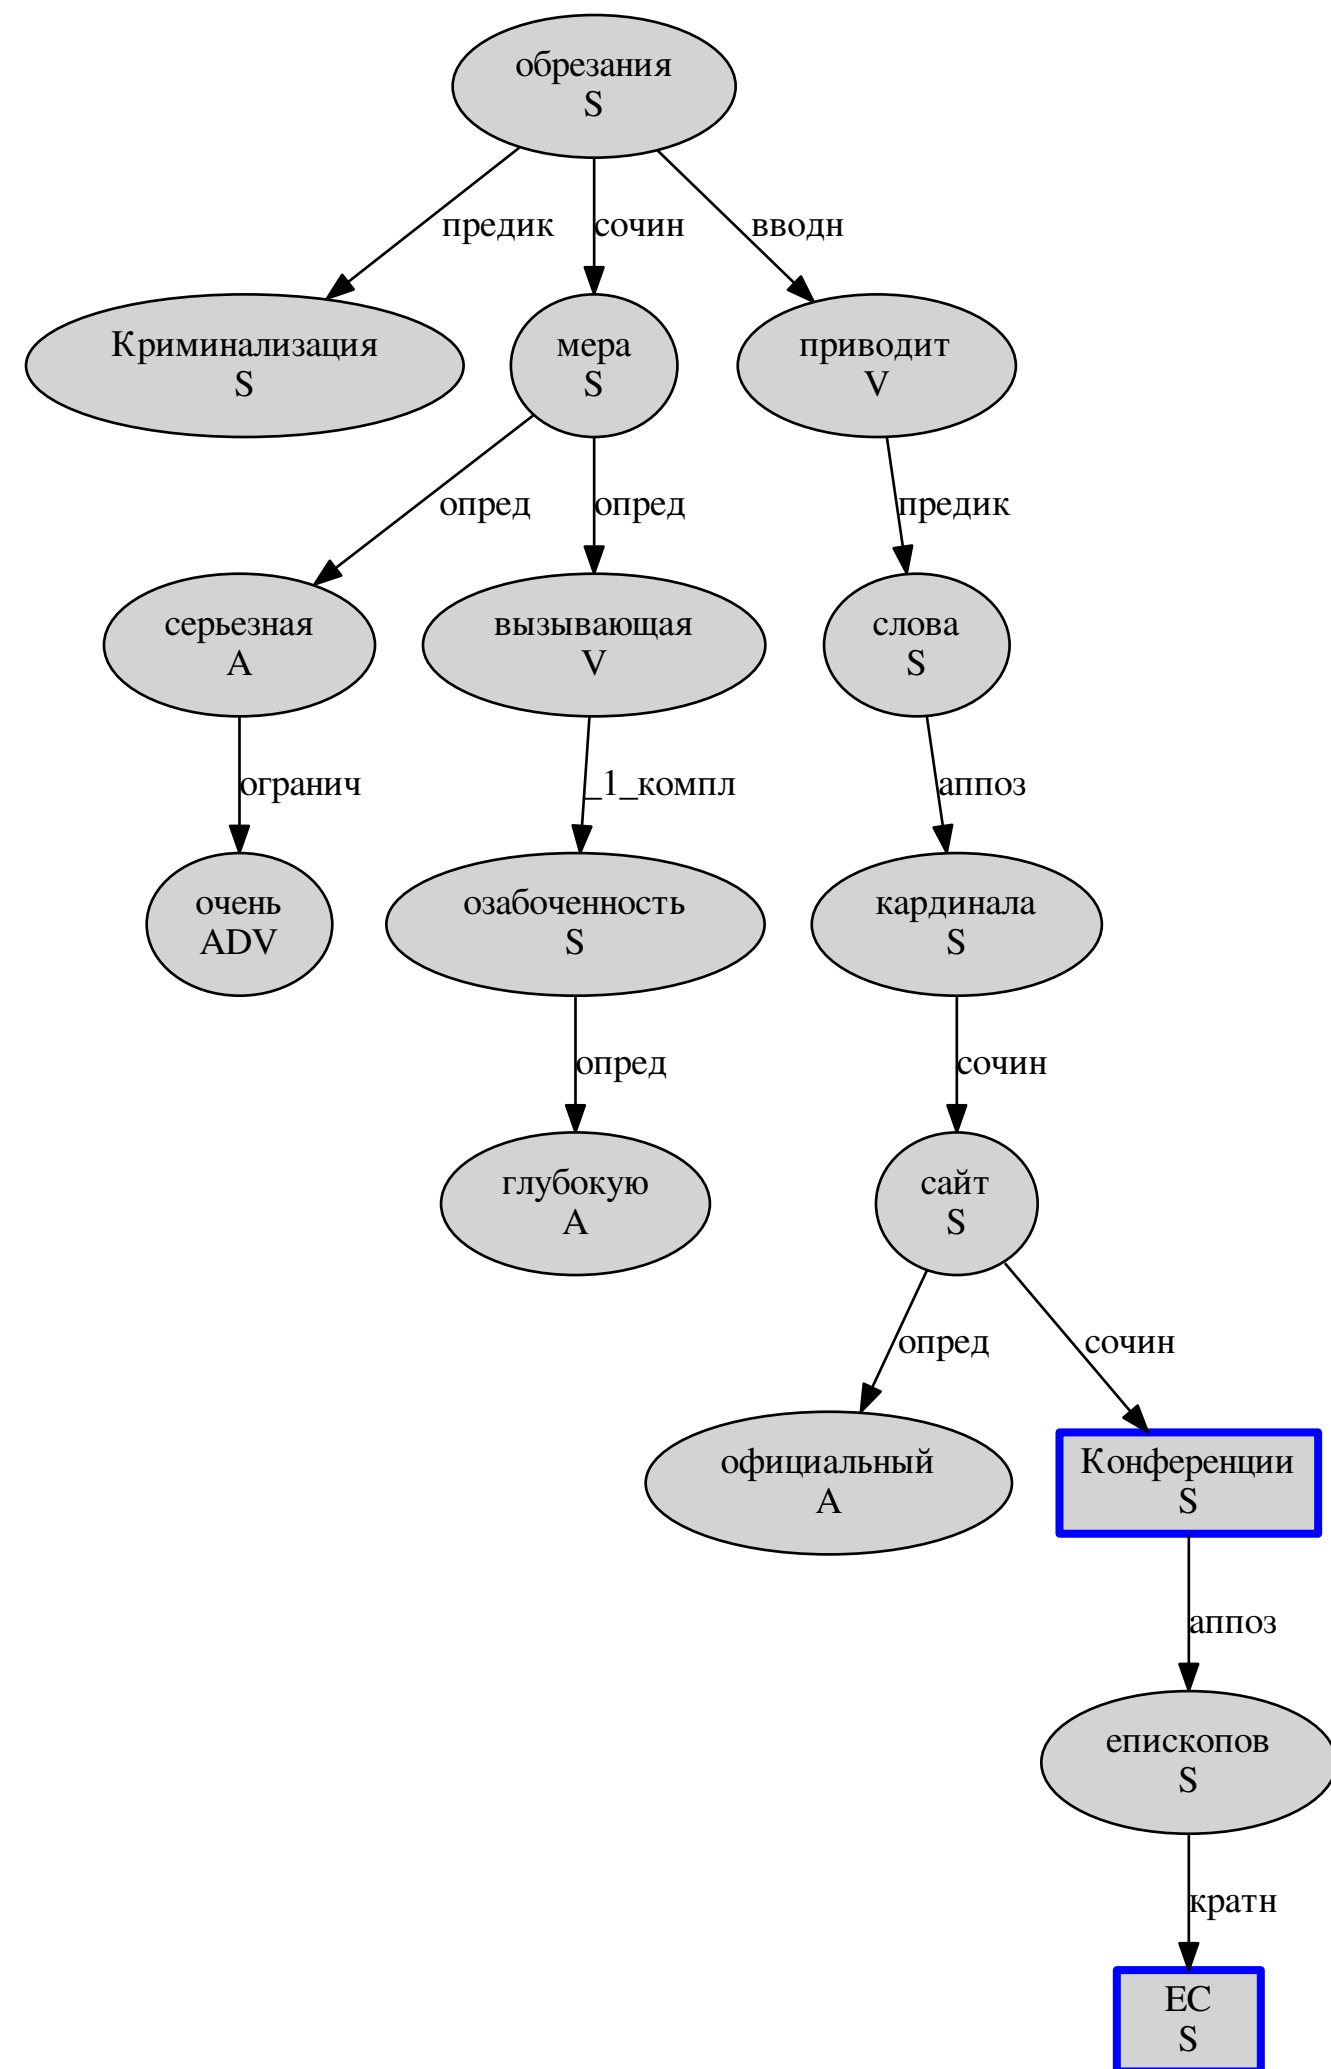 обрезания
S
предик
сочин
вводн
Криминализация
S
мера
S
приводит
V
опред
опред
предик
серьезная
A
вызывающая
V
слова
S
огранич
_1_компл
аппоз
очень
ADV
озабоченность
S
кардинала
S
опред
сочин
глубокую
A
сайт
S
опред
сочин
официальный
A
Конференции
S
аппоз
епископов
S
кратн
ЕС
S